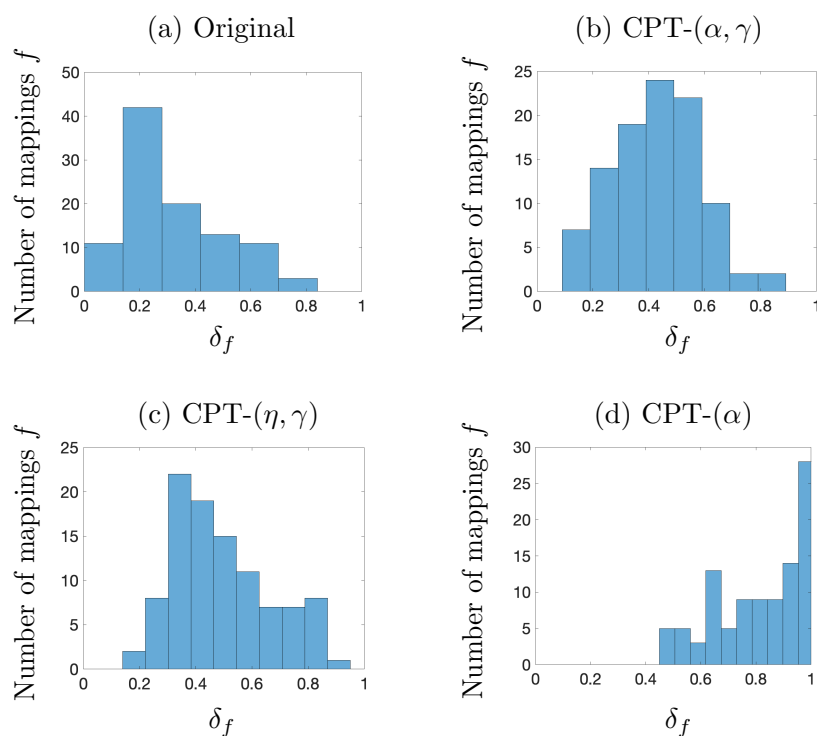 (a) Original
Number of mappings f
50
40
30
20
10
0
0 0.2 0.4 0.6 0.8 1
δ_f
(b) CPT-(α, γ)
Number of mappings f
25
20
15
10
5
0
0 0.2 0.4 0.6 0.8 1
δ_f
(c) CPT-(η, γ)
Number of mappings f
25
20
15
10
5
0
0 0.2 0.4 0.6 0.8 1
δ_f
(d) CPT-(α)
Number of mappings f
30
25
20
15
10
5
0
0 0.2 0.4 0.6 0.8 1
δ_f